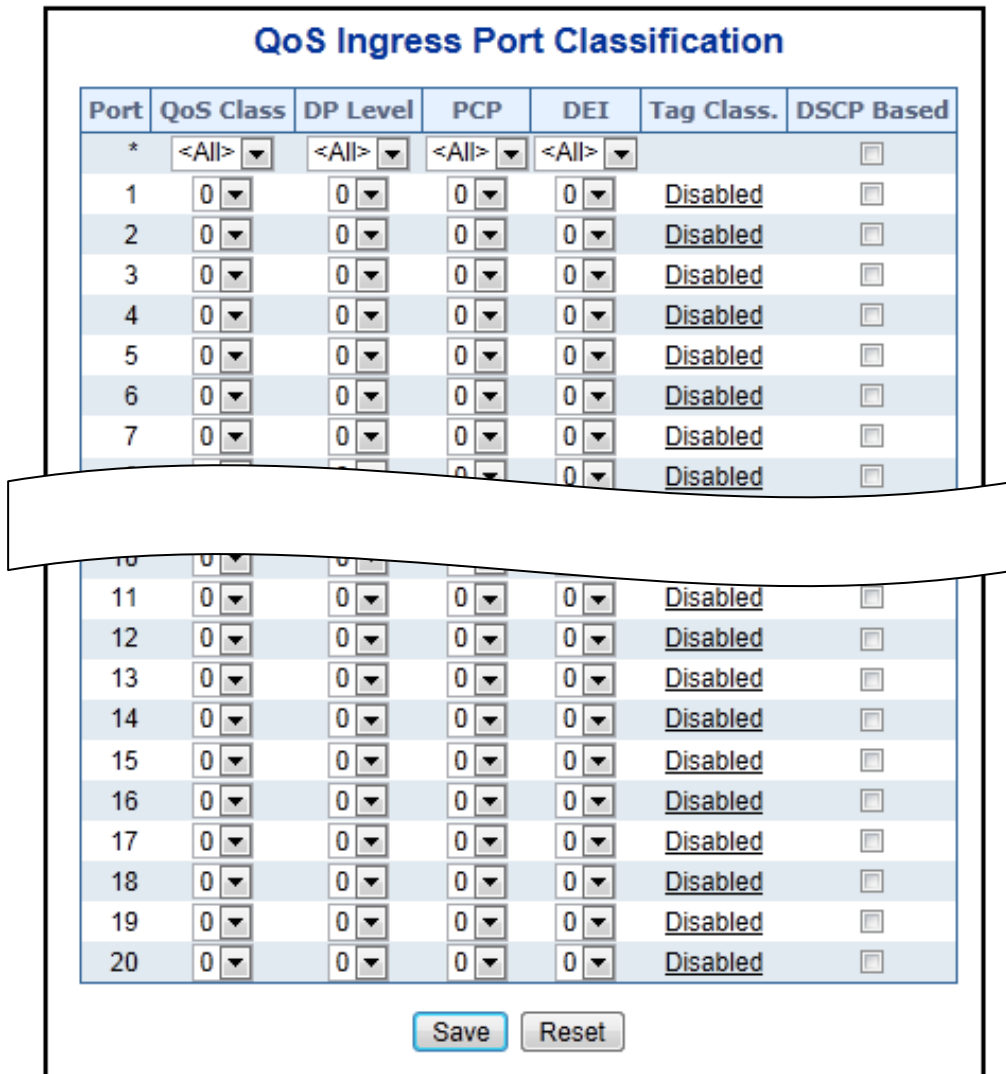 QoS Ingress Port Classification
Port QoS Class DP Level PCP DEI Tag Class. DSCP Based
* <All> <All> <All> <All>
1 0 0 0 0 Disabled
2 0 0 0 0 Disabled
3 0 0 0 0 Disabled
4 0 0 0 0 Disabled
5 0 0 0 0 Disabled
6 0 0 0 0 Disabled
7 0 0 0 0 Disabled
0 0 Disabled
10 0 0
11 0 0 0 0 Disabled
12 0 0 0 0 Disabled
13 0 0 0 0 Disabled
14 0 0 0 0 Disabled
15 0 0 0 0 Disabled
16 0 0 0 0 Disabled
17 0 0 0 0 Disabled
18 0 0 0 0 Disabled
19 0 0 0 0 Disabled
20 0 0 0 0 Disabled
Save Reset